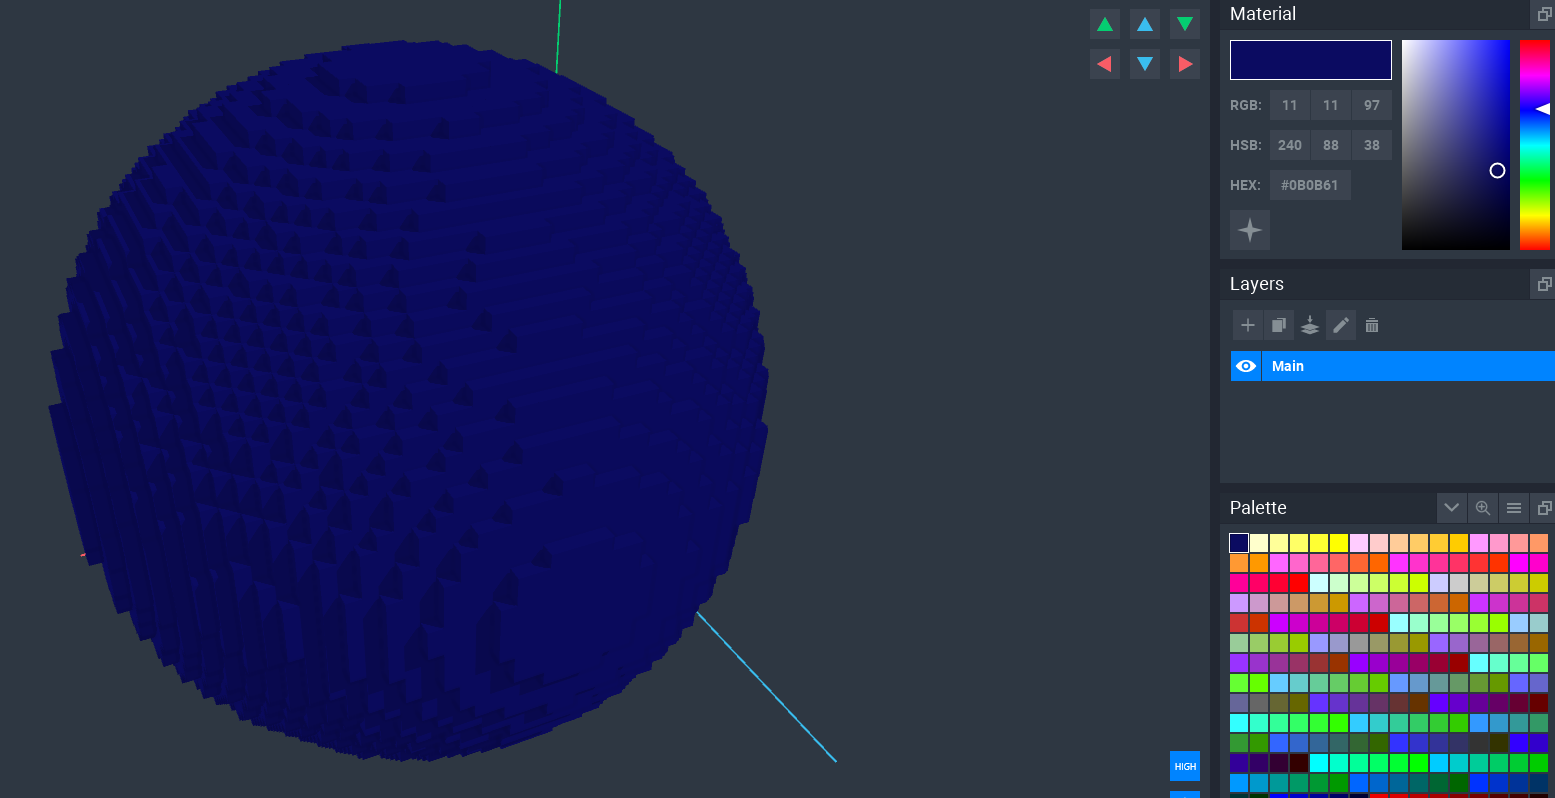 Material
RGB: 11 11 97
HSB: 240 88 38
HEX: #0B0B61
Layers
Main
Palette
HIGH